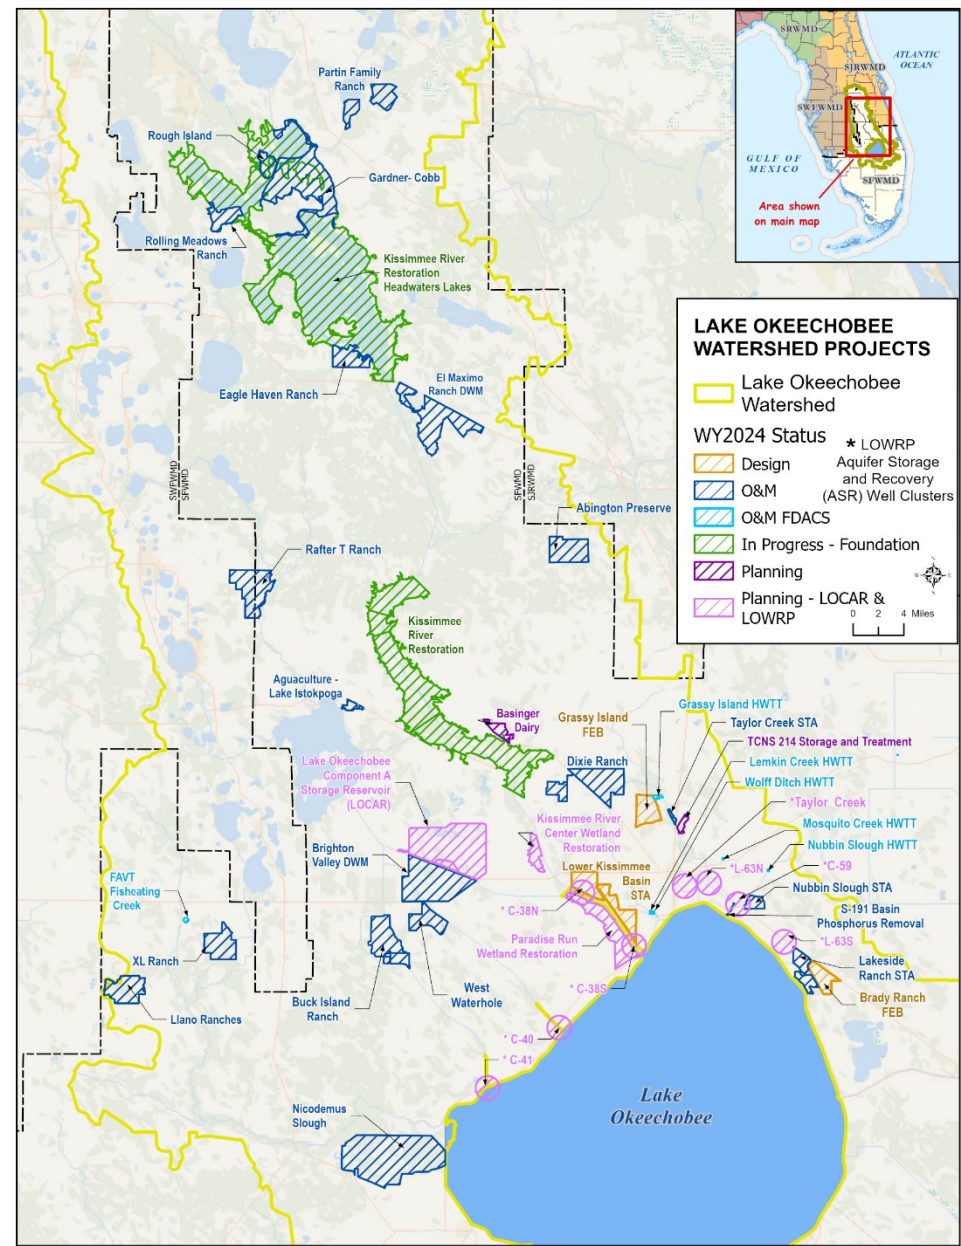 Partin Family
Ranch
Rough Island
Gardner- Cobb
Rolling Meadows
Ranch
Kissimmee River
Restoration
Headwaters Lakes
Eagle Haven Ranch
El Maximo
Ranch DWM
SWFWMD
SFWMD
SFWMD
SJRWMD
Abington Preserve
Rafter T Ranch
Kissimmee
River
Restoration
Aguaculture -
Lake Istokpoga
Basinger
Dairy
Grassy Island
FEB
Grassy Island HWTT
Taylor Creek STA
TCNS 214 Storage and Treatment
Lemkin Creek HWTT
Wolff Ditch HWTT
*Taylor Creek
Mosquito Creek HWTT
Nubbin Slough HWTT
*L-63N
*C-59
Nubbin Slough STA
S-191 Basin
Phosphorus Removal
*L-63S
Lakeside
Ranch STA
Brady Ranch
FEB
Dixie Ranch
Lake Okeechobee
Component A
Storage Reservoir
(LOCAR)
Kissimmee River
Center Wetland
Restoration
Brighton
Valley DWM
Lower Kissimmee
Basin
STA
FAVT
Fisheating
Creek
* C-38N
Paradise Run
Wetland Restoration
* C-38S
XL Ranch
Buck Island
Ranch
West
Waterhole
Llano Ranches
* C-40
* C-41
Nicodemus
Slough
Lake
Okeechobee
SRWMD
SJRWMD
ATLANTIC
OCEAN
SWFWMD
GULF OF
MEXICO
SFWMD
Area shown
on main map
LAKE OKEECHOBEE
WATERSHED PROJECTS
Lake Okeechobee
Watershed
WY2024 Status
* LOWRP
Aquifer Storage
and Recovery
(ASR) Well Clusters
Design
O&M
O&M FDACS
In Progress - Foundation
Planning
Planning - LOCAR &
LOWRP
0 2 4 Miles